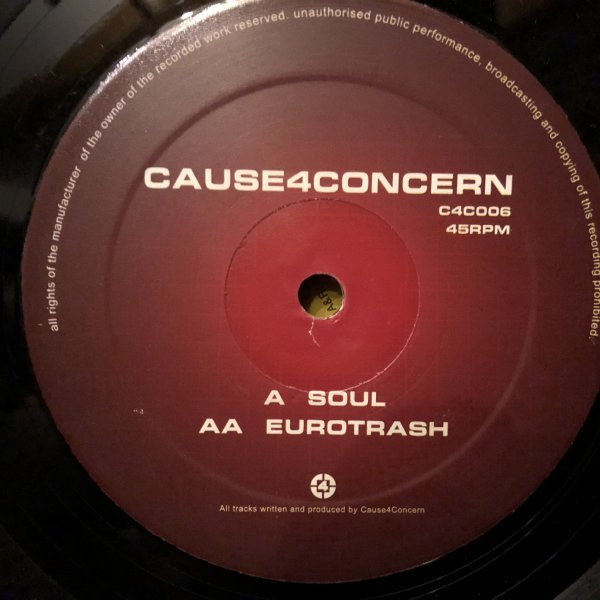 all rights of the manufacturer of the owner of the recorded work reserved. unauthorised public performance, broadcasting and copying of this recording prohibited.
CAUSE4CONCERN
C4C006
45RPM
A SOUL
AA EUROTRASH
4
All tracks written and produced by Cause4Concern